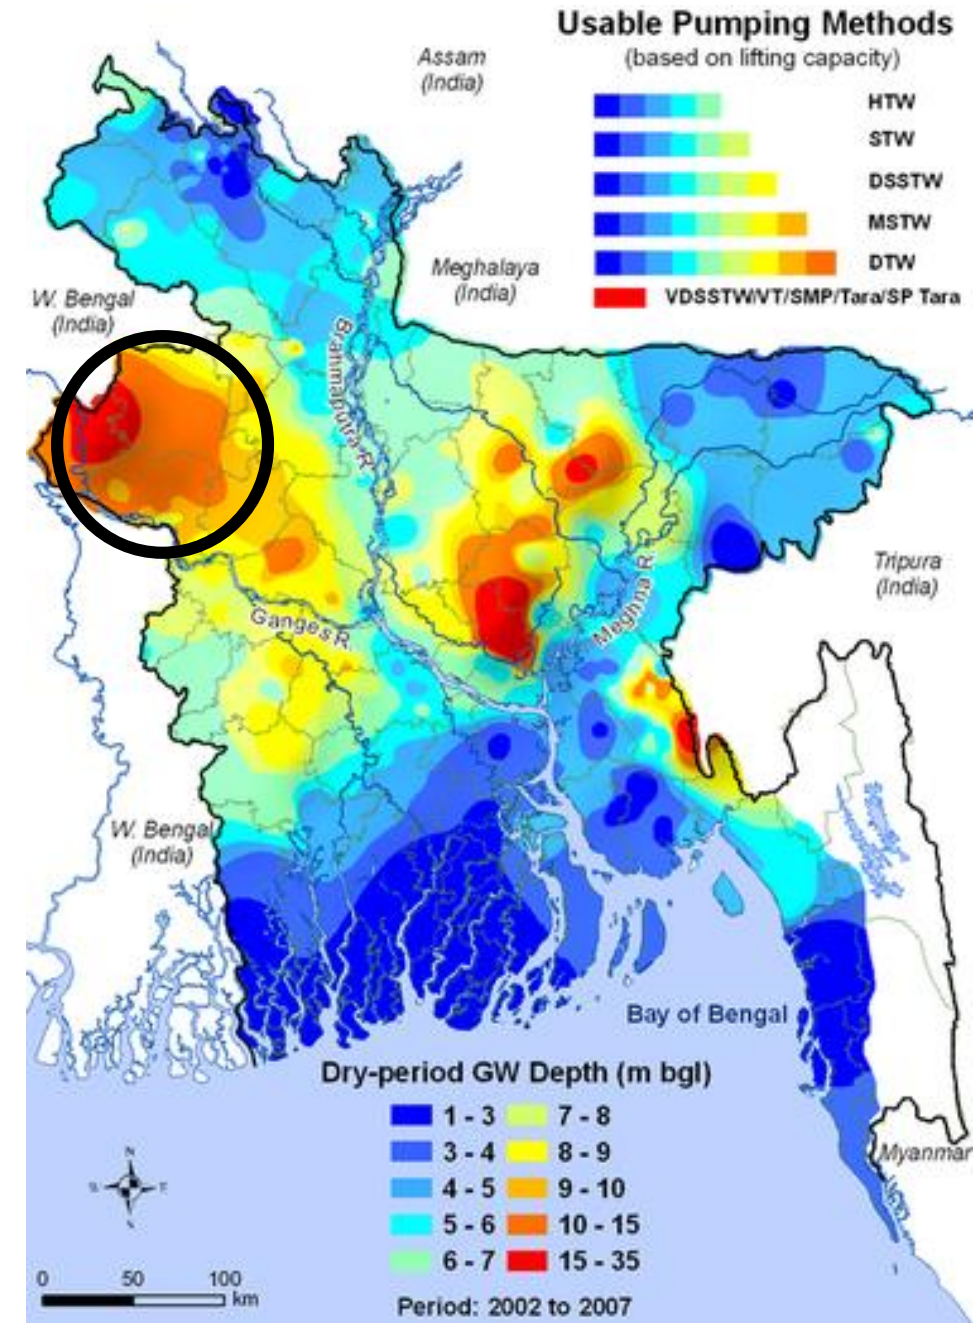 Usable Pumping Methods
(based on lifting capacity)
HTW
STW
DSSTW
MSTW
DTW
VDSSTW/VT/SMP/Tara/SP Tara
Assam
(India)
Meghalaya
(India)
W. Bengal
(India)
Brahmaputra R.
Tripura
(India)
Meghna R.
Ganges R.
W. Bengal
(India)
Bay of Bengal
Myanmar
Dry-period GW Depth (m bgl)
1 - 3
3 - 4
4 - 5
5 - 6
6 - 7
7 - 8
8 - 9
9 - 10
10 - 15
15 - 35
Period: 2002 to 2007
N
0 50 100
km